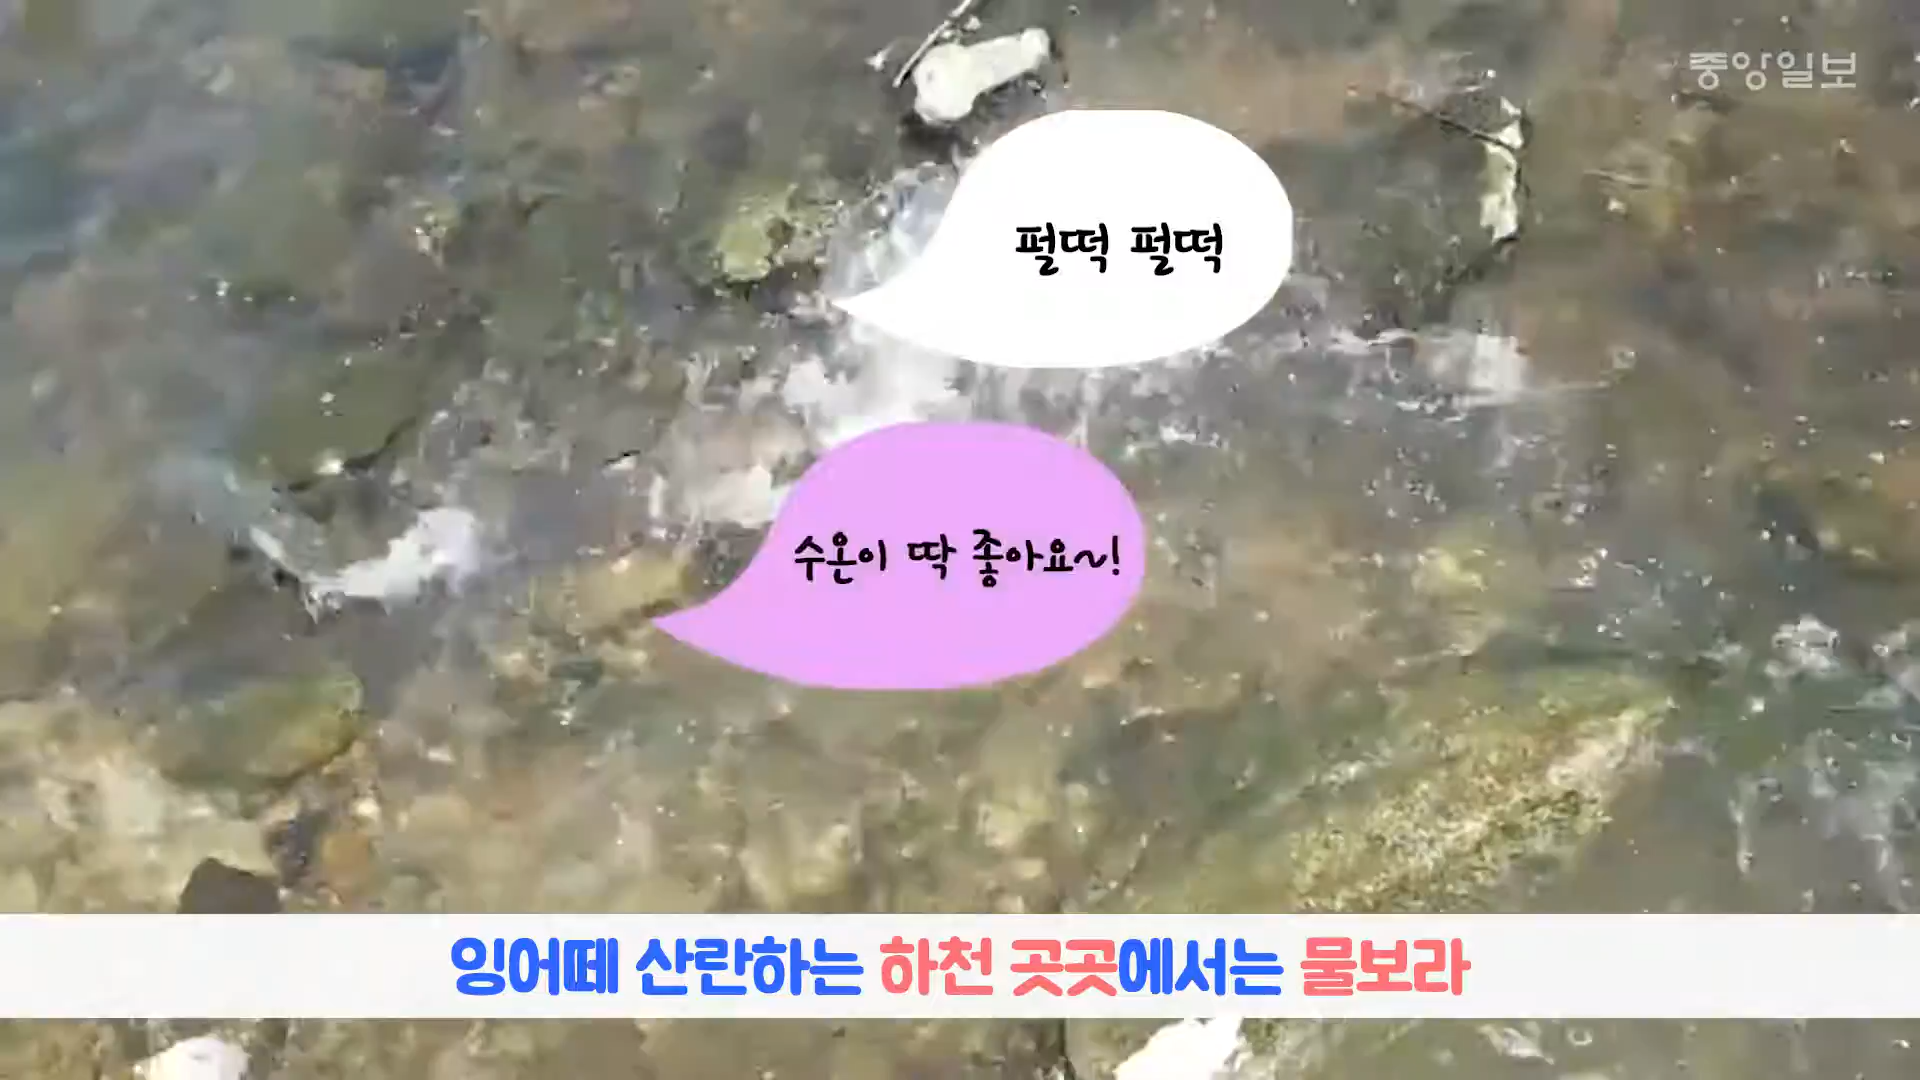 중앙일보
펄떡 펄떡
수온이 딱 좋아요~!
잉어떼 산란하는 하천 곳곳에서는 물보라